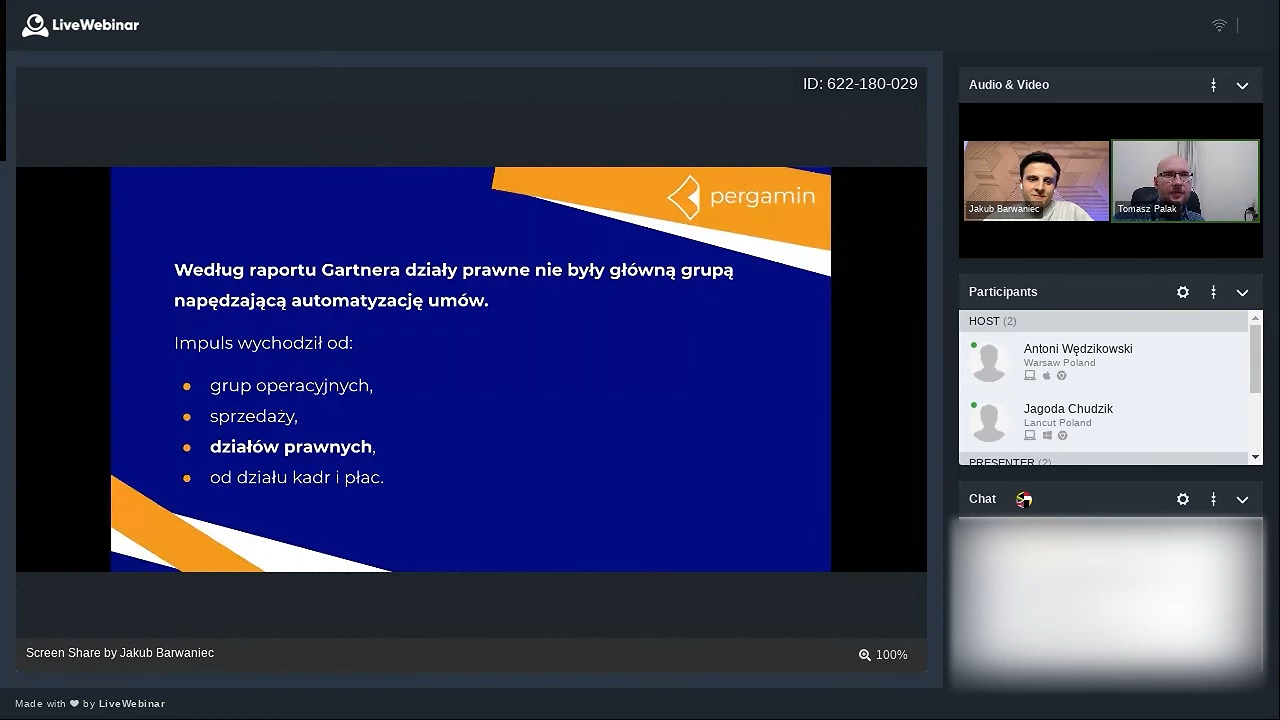 LiveWebinar
ID: 622-180-029
pergamin
Według raportu Gartnera działy prawne nie były główną grupą
napędzającą automatyzację umów.
Impuls wychodził od:
grup operacyjnych,
sprzedaży,
działów prawnych,
od działu kadr i płac.
Screen Share by Jakub Barwaniec
100%
Audio & Video
Jakub Barwaniec
Tomasz Palak
Participants
HOST (2)
Antoni Wędzikowski
Warsaw Poland
Jagoda Chudzik
Lancut Poland
PRESENTER (2)
Chat
Made with ❤ by LiveWebinar